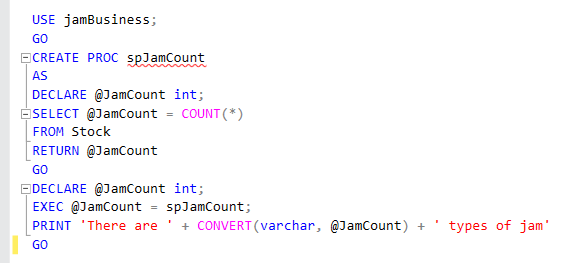 USE jamBusiness;
GO
CREATE PROC spJamCount
AS
DECLARE @JamCount int;
SELECT @JamCount = COUNT(*)
FROM Stock
RETURN @JamCount
GO
DECLARE @JamCount int;
EXEC @JamCount = spJamCount;
PRINT 'There are ' + CONVERT(varchar, @JamCount) + ' types of jam'
GO